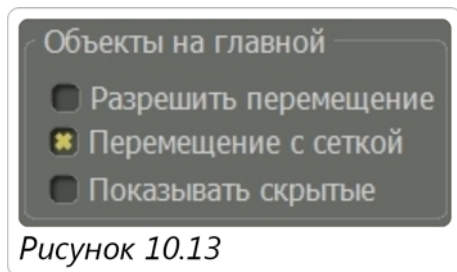 Объекты на главной
Разрешить перемещение
Перемещение с сеткой
Показывать скрытые
Рисунок 10.13